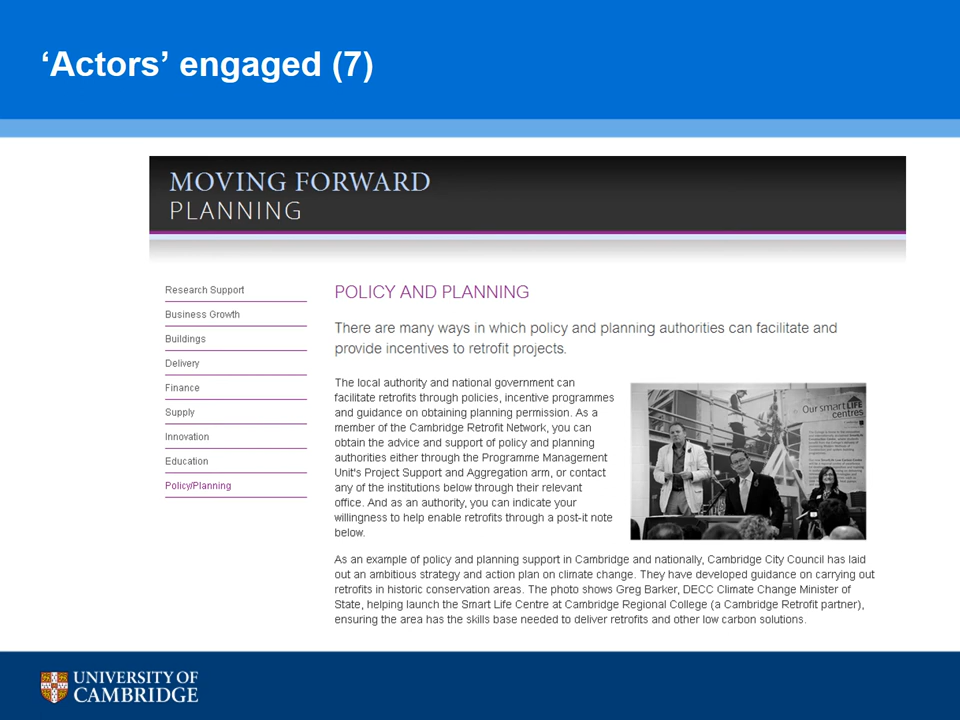 ‘Actors’ engaged (7)
MOVING FORWARD
PLANNING
Research Support
Business Growth
Buildings
Delivery
Finance
Supply
Innovation
Education
Policy/Planning
POLICY AND PLANNING
There are many ways in which policy and planning authorities can facilitate and
provide incentives to retrofit projects.
The local authority and national government can
facilitate retrofits through policies, incentive programmes
and guidance on obtaining planning permission. As a
member of the Cambridge Retrofit Network, you can
obtain the advice and support of policy and planning
authorities either through the Programme Management
Unit's Project Support and Aggregation arm, or contact
any of the institutions below through their relevant
office. And as an authority, you can indicate your
willingness to help enable retrofits through a post-it note
below.
Our smartLIFE
centres
As an example of policy and planning support in Cambridge and nationally, Cambridge City Council has laid
out an ambitious strategy and action plan on climate change. They have developed guidance on carrying out
retrofits in historic conservation areas. The photo shows Greg Barker, DECC Climate Change Minister of
State, helping launch the Smart Life Centre at Cambridge Regional College (a Cambridge Retrofit partner),
ensuring the area has the skills base needed to deliver retrofits and other low carbon solutions.
UNIVERSITY OF
CAMBRIDGE